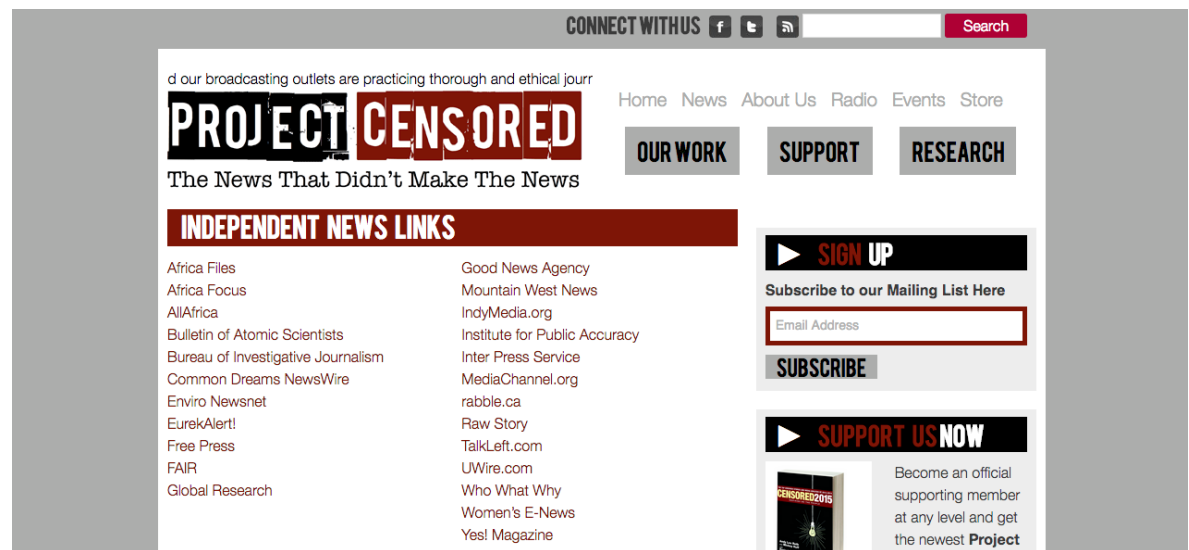 CONNECT WITH US
Search
d our broadcasting outlets are practicing thorough and ethical jourr
PROJECT CENSORED
The News That Didn't Make The News
Home News About Us Radio Events Store
OUR WORK SUPPORT RESEARCH
INDEPENDENT NEWS LINKS
Africa Files
Africa Focus
AllAfrica
Bulletin of Atomic Scientists
Bureau of Investigative Journalism
Common Dreams NewsWire
Enviro Newsnet
EurekAlert!
Free Press
FAIR
Global Research
Good News Agency
Mountain West News
IndyMedia.org
Institute for Public Accuracy
Inter Press Service
MediaChannel.org
rabble.ca
Raw Story
TalkLeft.com
UWire.com
Who What Why
Women's E-News
Yes! Magazine
SIGN UP
Subscribe to our Mailing List Here
Email Address
SUBSCRIBE
SUPPORT US NOW
CENSORED2015
Become an official
supporting member
at any level and get
the newest Project